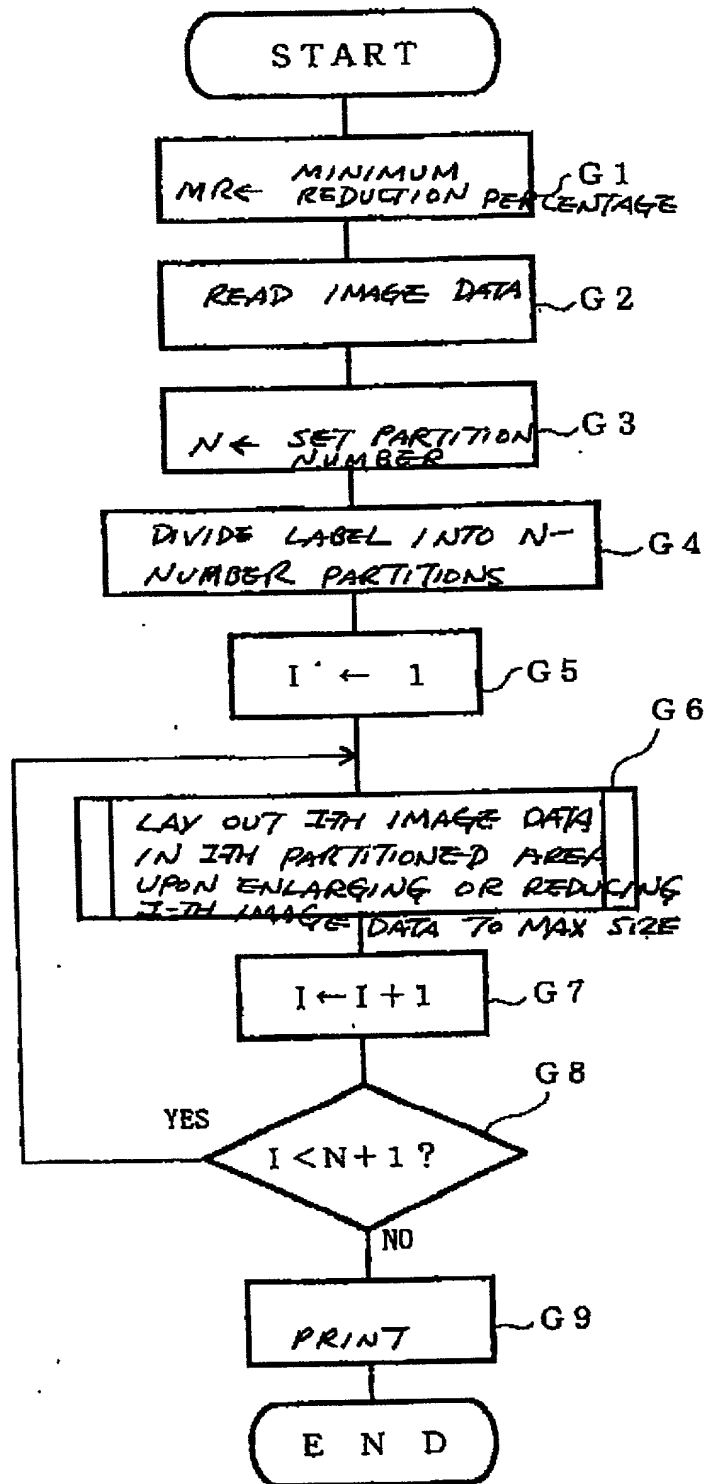 START
MINIMUM
MR← REDUCTION PERCENTAGE
G1
READ IMAGE DATA
G2
N← SET PARTITION
NUMBER
G3
DIVIDE LABEL INTO N-
NUMBER PARTITIONS
G4
I ← 1
G5
G6
LAY OUT I-TH IMAGE DATA
IN I-TH PARTITIONED AREA
UPON ENLARGING OR REDUCING
I-TH IMAGE DATA TO MAX SIZE
I←I+1
G7
G8
YES
I<N+1?
NO
PRINT
G9
END